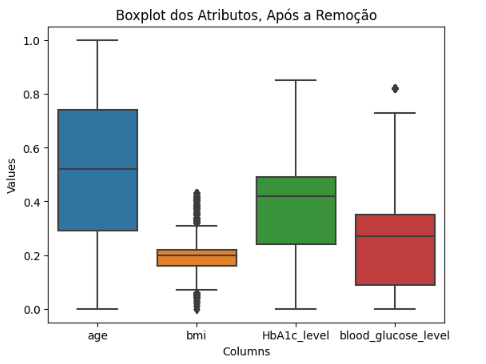 Boxplot dos Atributos, Após a Remoção
1.0
0.8
0.6
0.4
0.2
0.0
Values
age bmi HbA1c_level blood_glucose_level
Columns